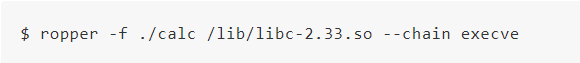 $ ropper -f ./calc /lib/libc-2.33.so --chain execve